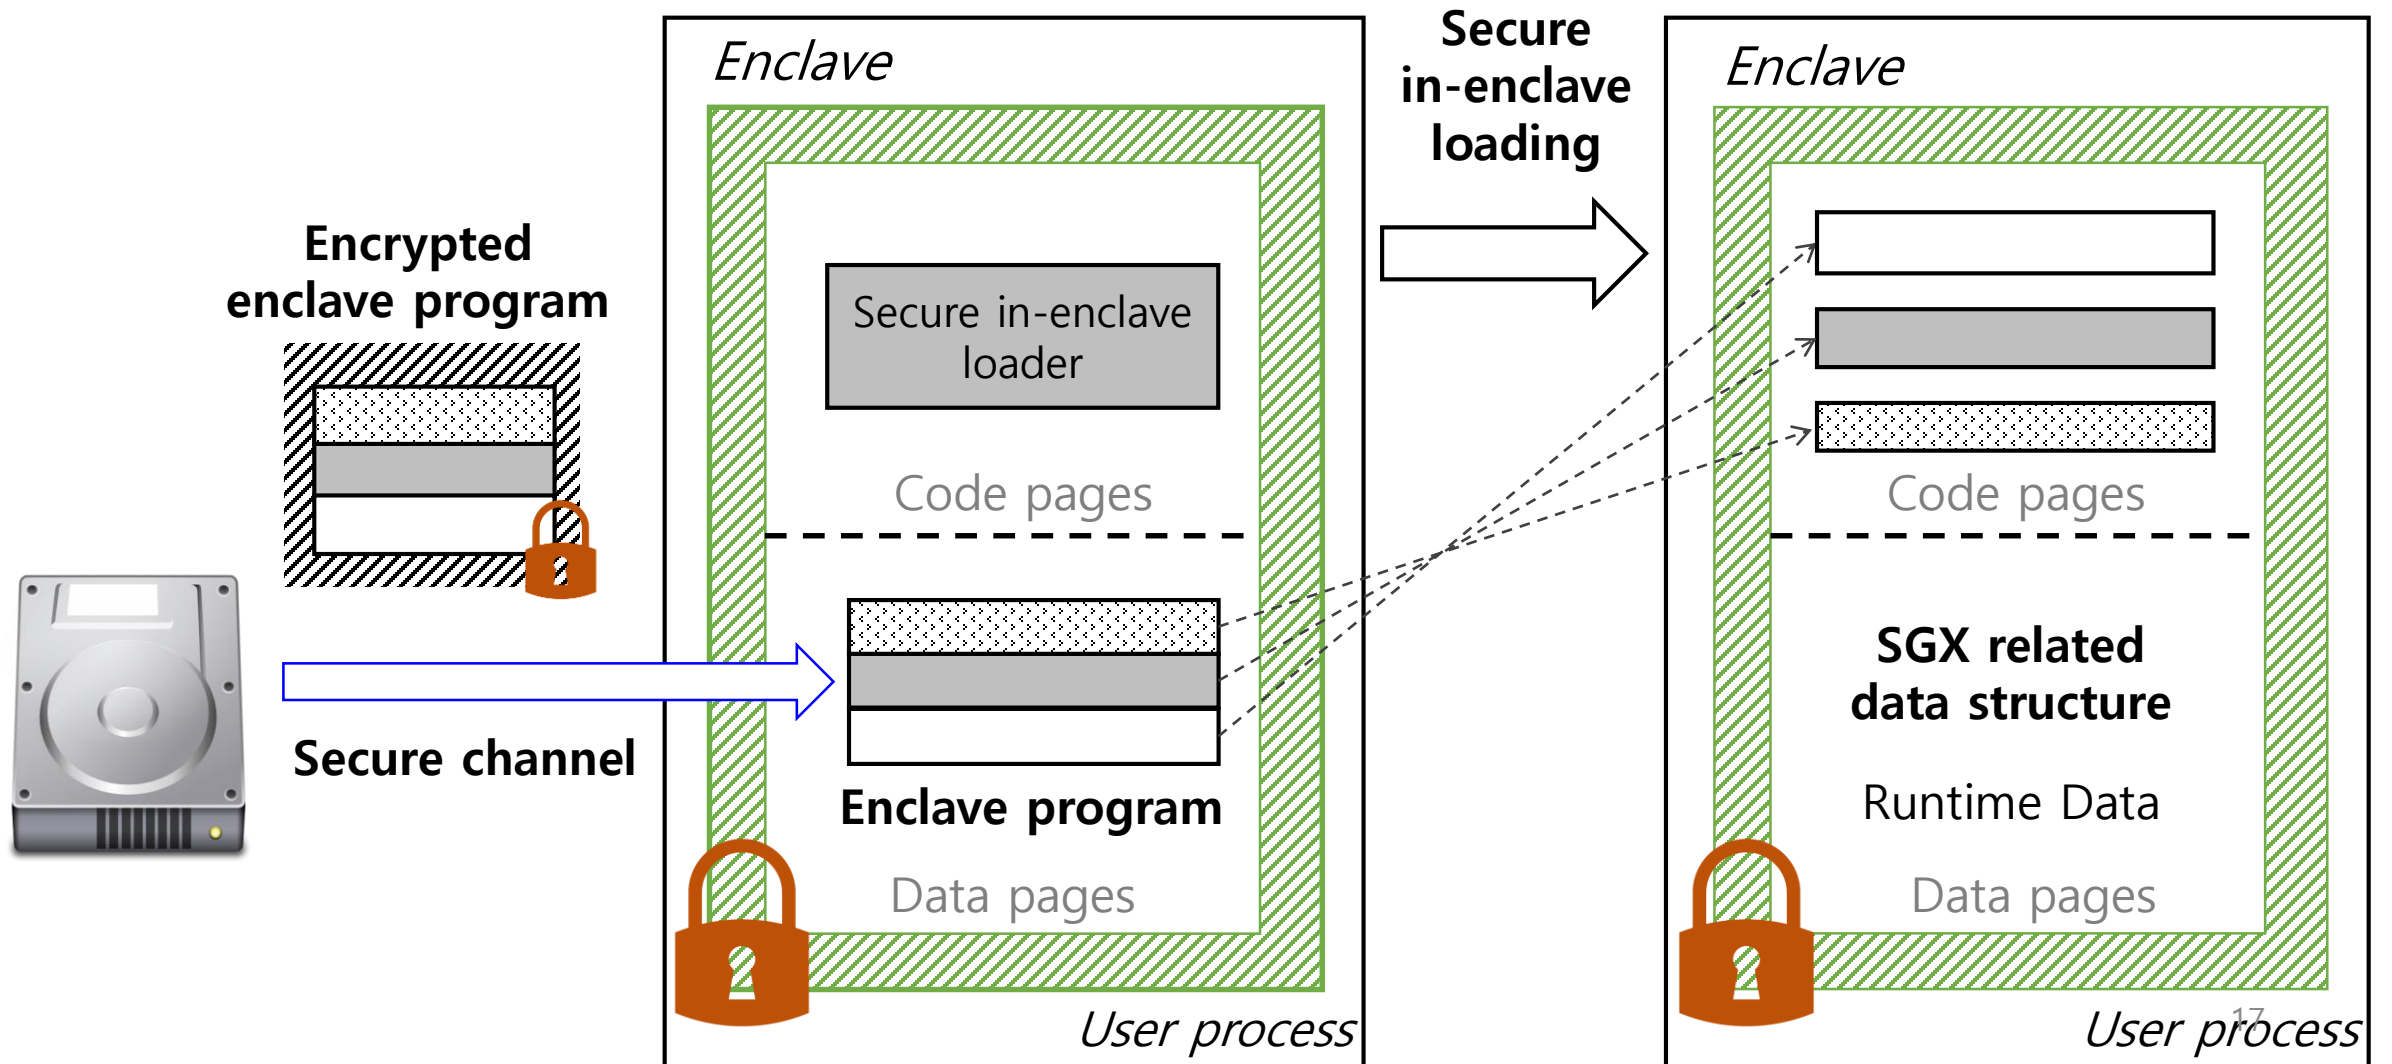 Encrypted
enclave program
Secure channel
Enclave
Secure in-enclave
loader
Code pages
Enclave program
Data pages
User process
Secure
in-enclave
loading
Enclave
Code pages
SGX related
data structure
Runtime Data
Data pages
User process
17